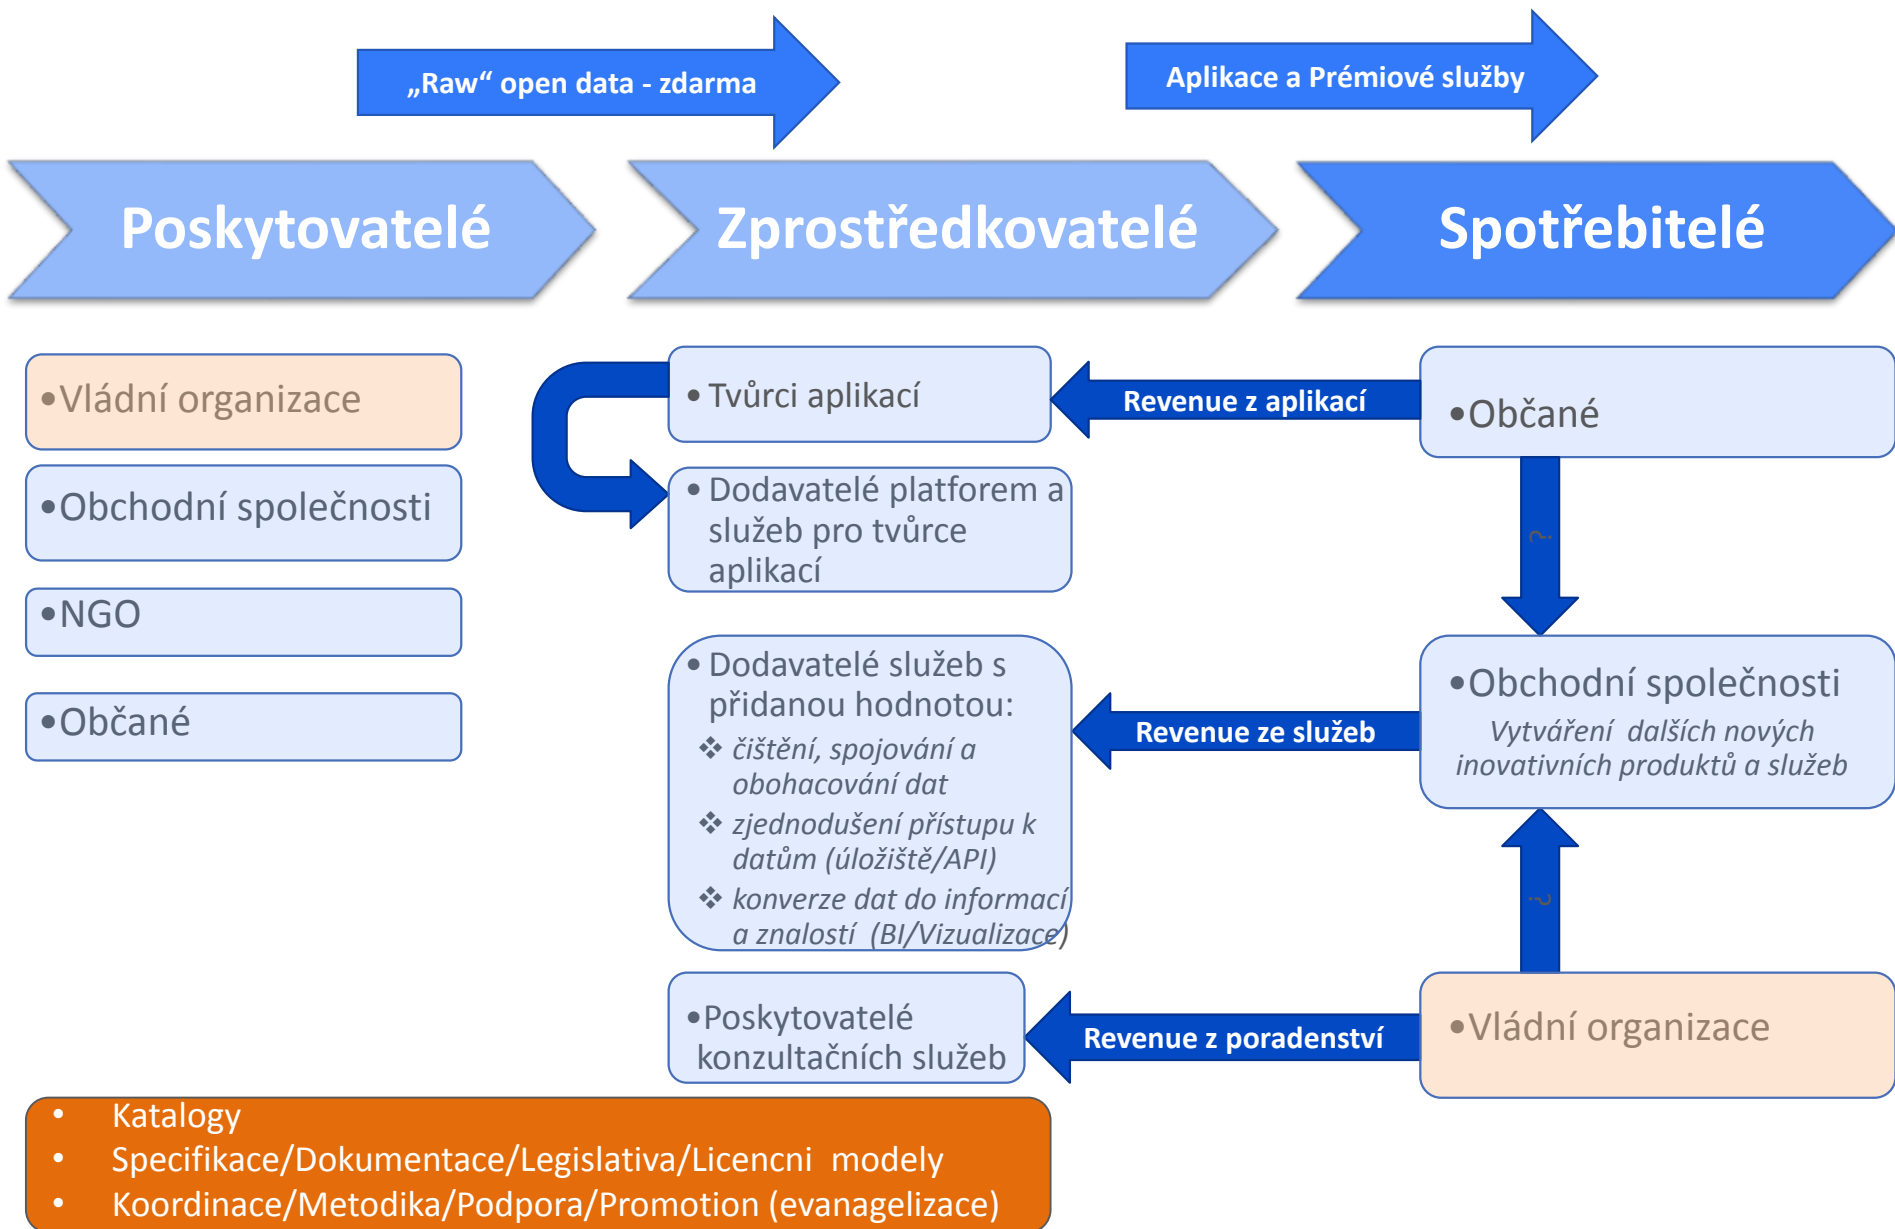 „Raw“ open data - zdarma
Aplikace a Prémiové služby
Poskytovatelé
Zprostředkovatelé
Spotřebitelé
•Vládní organizace
•Obchodní společnosti
•NGO
•Občané
• Tvůrci aplikací
• Dodavatelé platforem a
služeb pro tvůrce
aplikací
• Dodavatelé služeb s
přidanou hodnotou:
❖ čištění, spojování a
obohacování dat
❖ zjednodušení přístupu k
datům (úložiště/API)
❖ konverze dat do informací
a znalostí (BI/Vizualizace)
•Poskytovatelé
konzultačních služeb
Revenue z aplikací
Revenue ze služeb
Revenue z poradenství
•Občané
?
•Obchodní společnosti
Vytváření dalších nových
inovativních produktů a služeb
?
•Vládní organizace
• Katalogy
• Specifikace/Dokumentace/Legislativa/Licencni modely
• Koordinace/Metodika/Podpora/Promotion (evanagelizace)